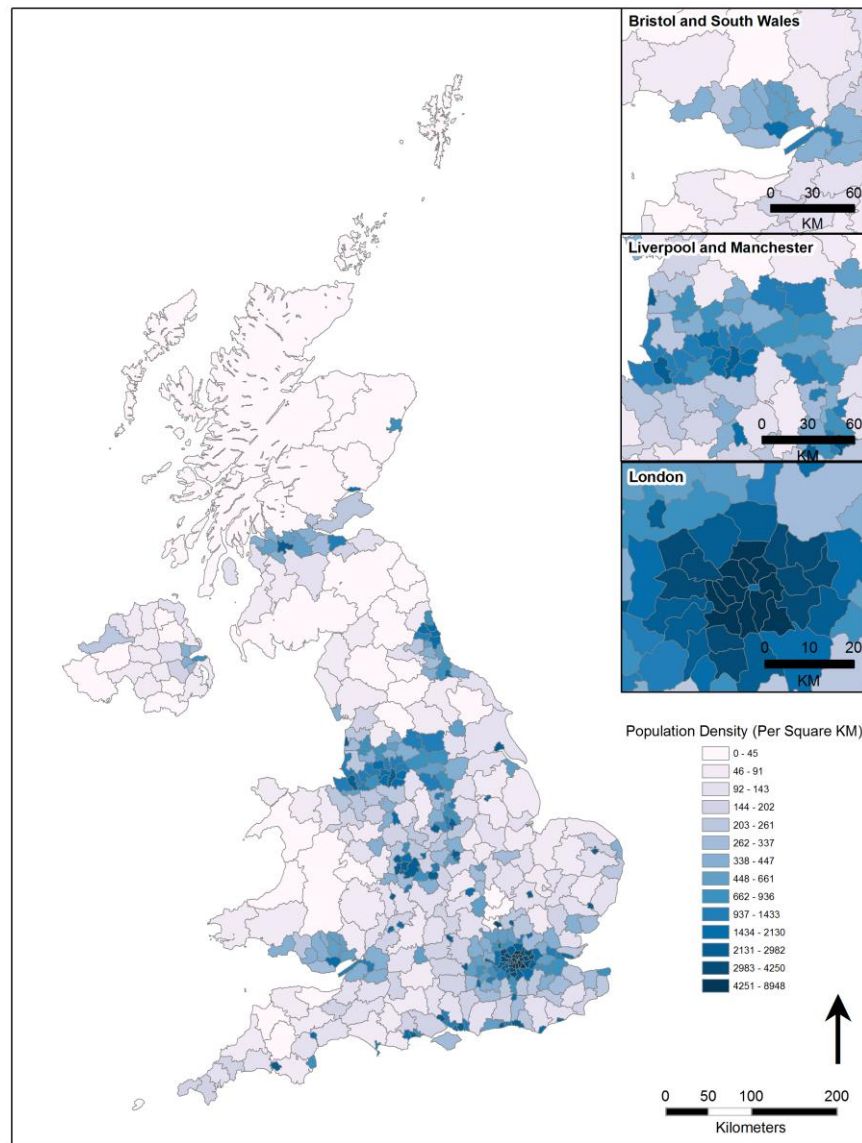 Bristol and South Wales
0 30 60
KM
Liverpool and Manchester
0 30 60
KM
London
0 10 20
KM
Population Density (Per Square KM)
0 - 45
46 - 91
92 - 143
144 - 202
203 - 261
262 - 337
338 - 447
448 - 661
662 - 936
937 - 1433
1434 - 2130
2131 - 2982
2983 - 4250
4251 - 8948
0 50 100 200
Kilometers